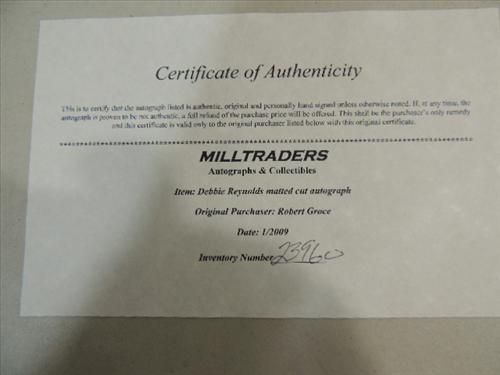 Certificate of Authenticity
This is to certify that the autograph listed is authentic, original and personally hand signed unless otherwise noted. If, at any time, the
autograph is proven to be not authentic, a full refund of the purchase price will be offered. This shall be the purchaser's only remedy
and this certificate is valid only to the original purchaser listed below with this original certificate.
MILLTRADERS
Autographs & Collectibles
Item: Debbie Reynolds matted cut autograph
Original Purchaser: Robert Groce
Date: 1/2009
Inventory Number 23960